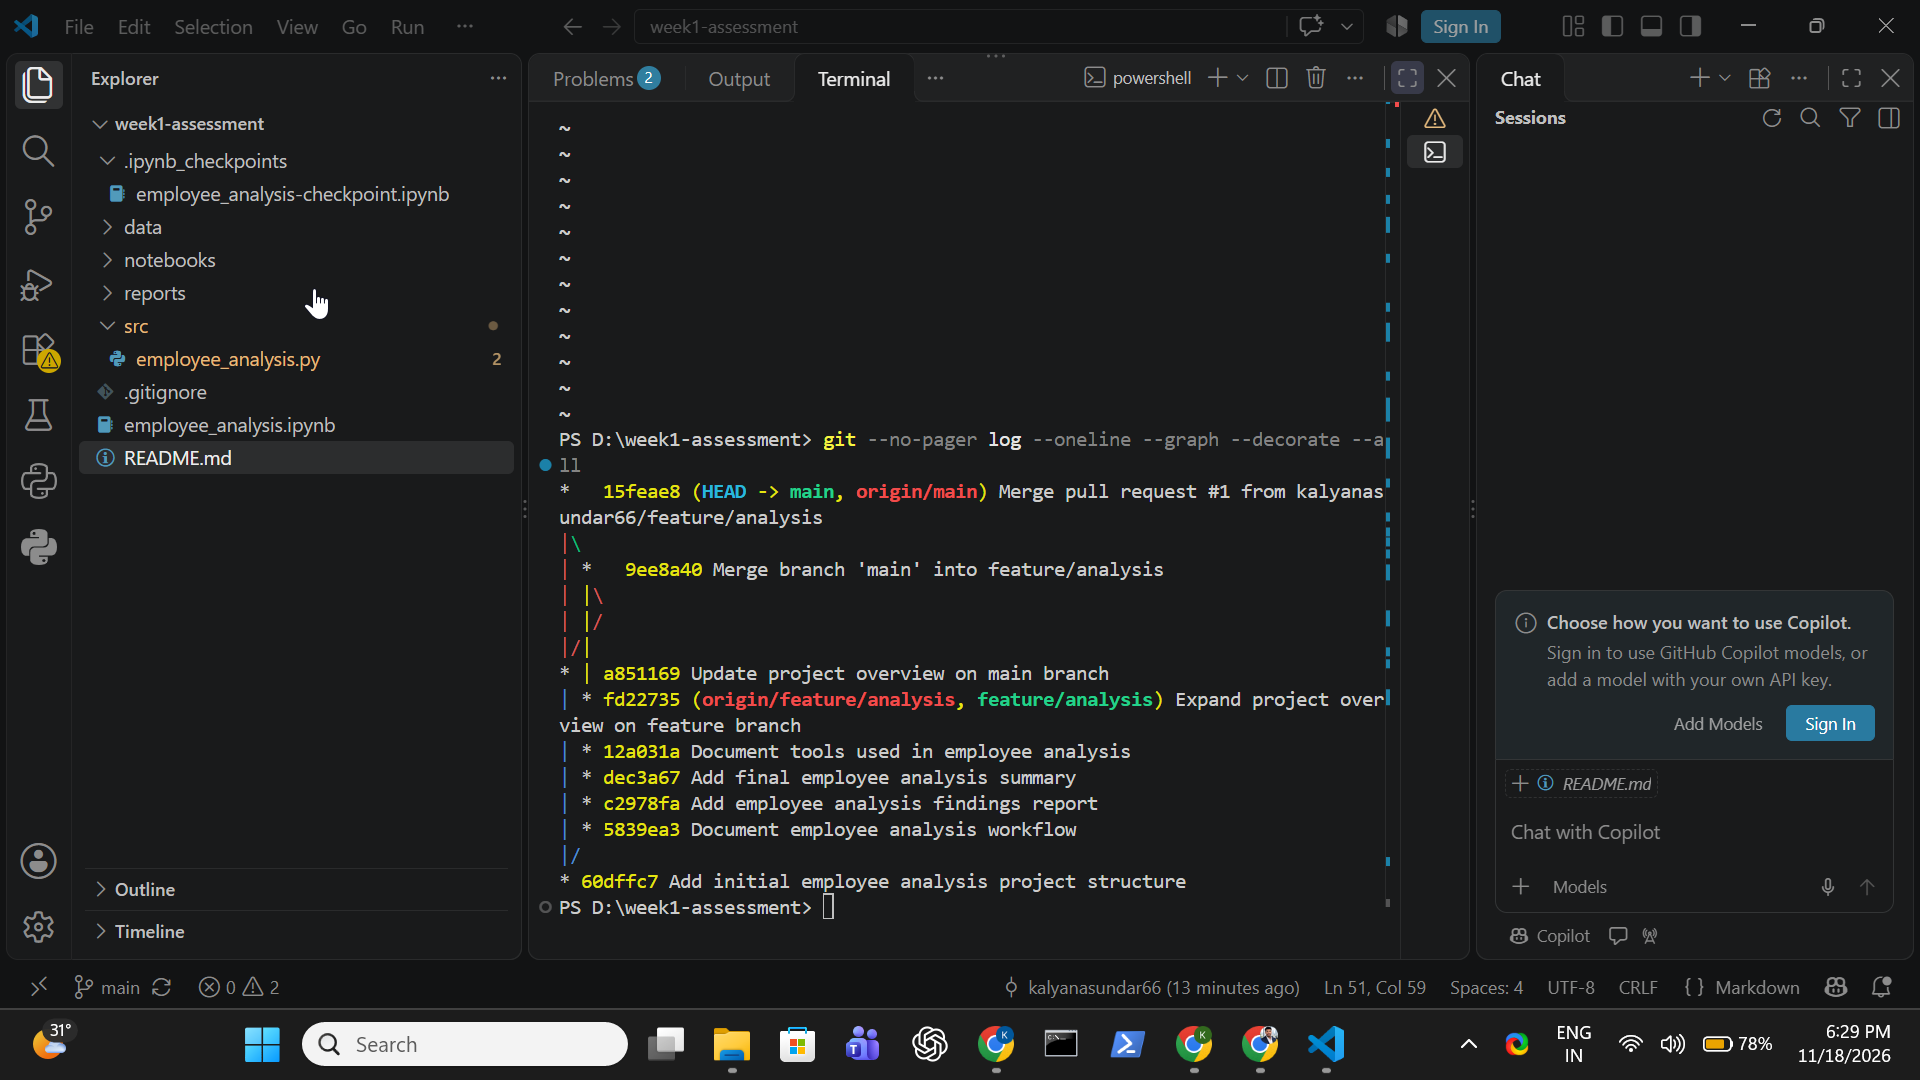 File Edit Selection View Go Run ...
week1-assessment
Sign In
Explorer
week1-assessment
.ipynb_checkpoints
employee_analysis-checkpoint.ipynb
data
notebooks
reports
src
employee_analysis.py 2
.gitignore
employee_analysis.ipynb
README.md
Outline
Timeline
Problems 2 Output Terminal ...
powershell
~
~
~
~
~
~
~
~
~
~
~
~
PS D:\week1-assessment> git --no-pager log --oneline --graph --decorate --a
ll
*   15feae8 (HEAD -> main, origin/main) Merge pull request #1 from kalyanas
undar66/feature/analysis
|\
| *   9ee8a40 Merge branch 'main' into feature/analysis
| |\
| |/
|/|
* | a851169 Update project overview on main branch
| * fd22735 (origin/feature/analysis, feature/analysis) Expand project over
view on feature branch
| * 12a031a Document tools used in employee analysis
| * dec3a67 Add final employee analysis summary
| * c2978fa Add employee analysis findings report
| * 5839ea3 Document employee analysis workflow
|/
* 60dffc7 Add initial employee analysis project structure
PS D:\week1-assessment>
Chat
Sessions
Choose how you want to use Copilot.
Sign in to use GitHub Copilot models, or
add a model with your own API key.
Add Models Sign In
README.md
Chat with Copilot
Models
Copilot
main 0 2
kalyanasundar66 (13 minutes ago) Ln 51, Col 59 Spaces: 4 UTF-8 CRLF { } Markdown
31°
Search
ENG
IN
78%
6:29 PM
11/18/2026